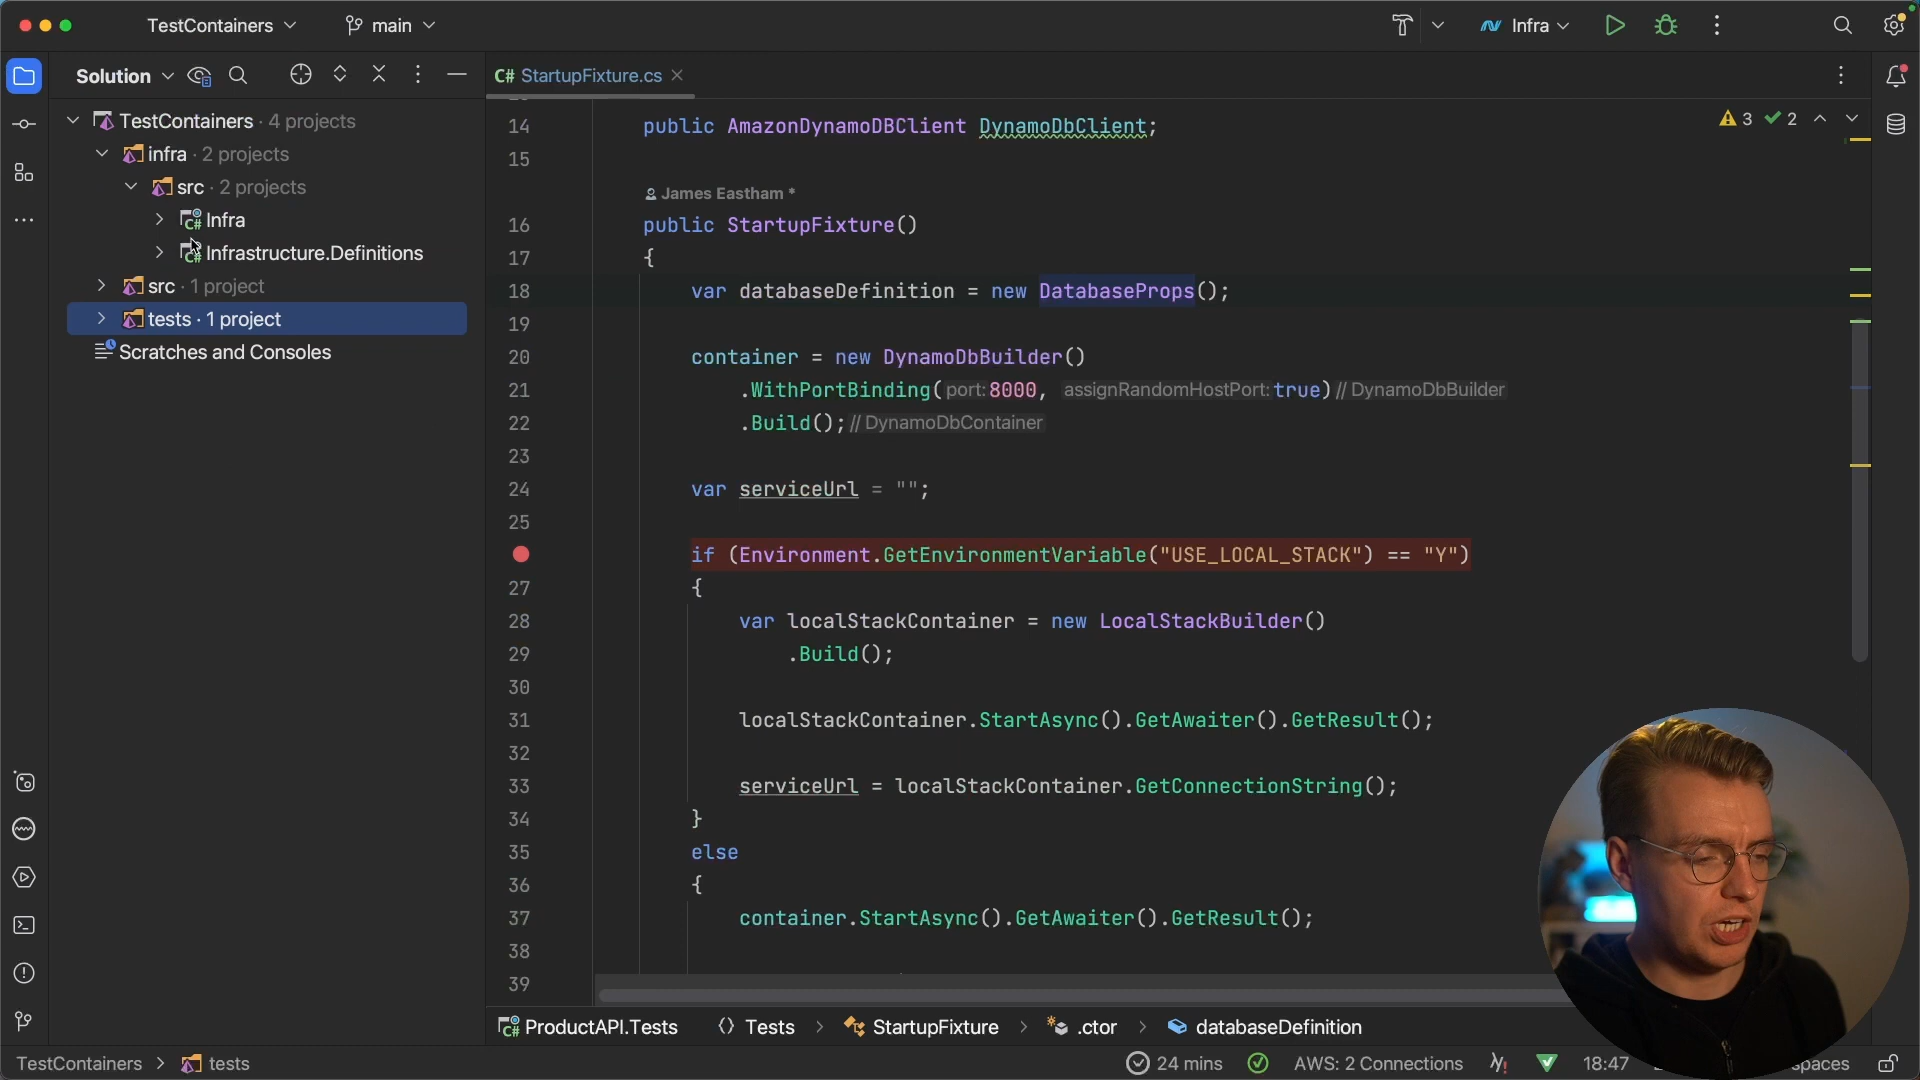 TestContainers
main
Infra
Solution
C# StartupFixture.cs
TestContainers · 4 projects
infra · 2 projects
src · 2 projects
C# Infra
C# Infrastructure.Definitions
src · 1 project
tests · 1 project
Scratches and Consoles
3 2
14 public AmazonDynamoDBClient DynamoDbClient;
15
James Eastham *
16 public StartupFixture()
17 {
18 var databaseDefinition = new DatabaseProps();
19
20 container = new DynamoDbBuilder()
21 .WithPortBinding( port: 8000, assignRandomHostPort: true) // DynamoDbBuilder
22 .Build(); // DynamoDbContainer
23
24 var serviceUrl = "";
25
if (Environment.GetEnvironmentVariable("USE_LOCAL_STACK") == "Y")
27 {
28 var localStackContainer = new LocalStackBuilder()
29 .Build();
30
31 localStackContainer.StartAsync().GetAwaiter().GetResult();
32
33 serviceUrl = localStackContainer.GetConnectionString();
34 }
35 else
36 {
37 container.StartAsync().GetAwaiter().GetResult();
38
39
C# ProductAPI.Tests Tests StartupFixture .ctor databaseDefinition
TestContainers tests 24 mins AWS: 2 Connections 18:47 spaces